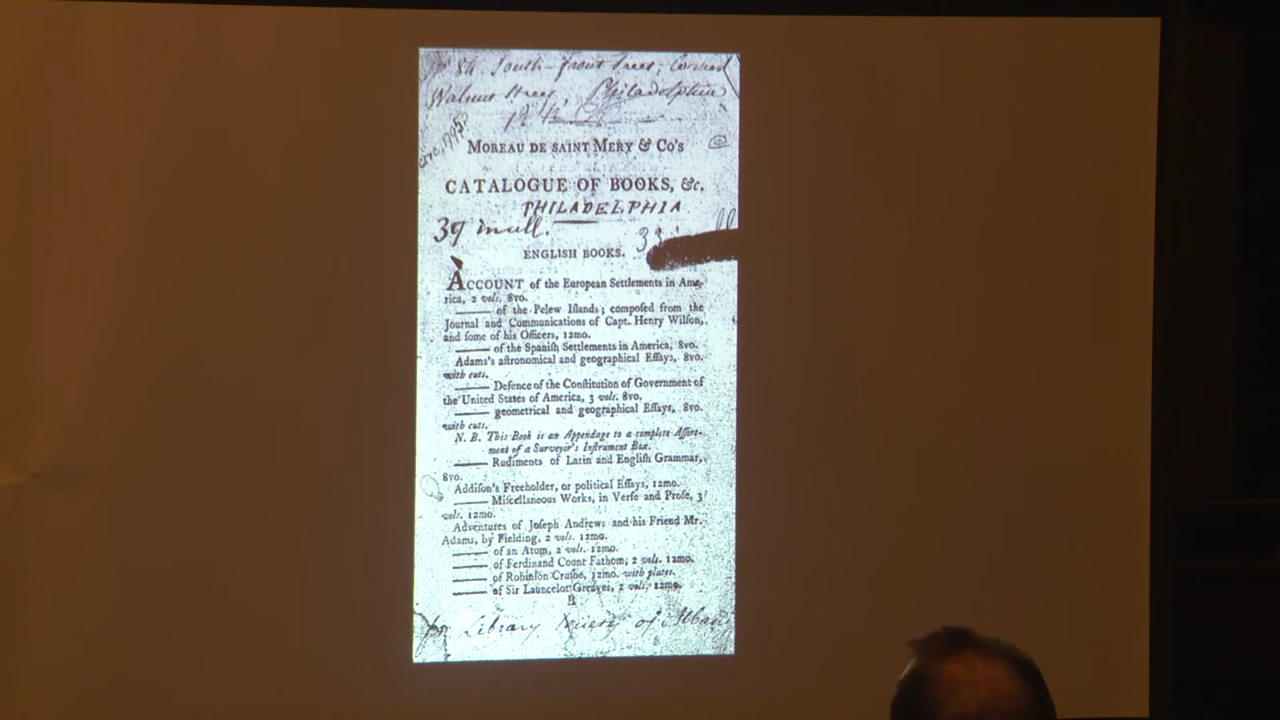 84. South-front Street, Corner of
Walnut Street Philadelphia
MOREAU DE SAINT MERY & Co's
CATALOGUE OF BOOKS, &c.
PHILADELPHIA
39 mull.
33
ENGLISH BOOKS.
ACCOUNT of the European Settlements in Ame-
rica, 2 vols. 8vo.
—— of the Pelew Iſlands; compoſed from the
Journal and Communications of Capt. Henry Wilſon,
and ſome of his Officers, 12mo.
—— of the Spaniſh Settlements in America, 8vo.
Adams's aſtronomical and geographical Eſſays, 8vo.
with cuts.
—— Defence of the Conſtitution of Government of
the United States of America, 3 vols. 8vo.
—— geometrical and geographical Eſſays, 8vo.
with cuts.
N. B. This Book is an Appendage to a complete Aſſort-
ment of a Surveyor's Inſtrument Box.
—— Rudiments of Latin and Engliſh Grammar,
8vo.
Addiſon's Freeholder, or political Eſſays, 12mo.
—— Miſcellaneous Works, in Verſe and Proſe, 3
vols. 12mo.
Adventures of Joſeph Andrews and his Friend Mr.
Adams, by Fielding, 2 vols. 12mo.
—— of an Atom, 2 vols. 12mo.
—— of Ferdinand Count Fathom, 2 vols. 12mo.
—— of Robinſon Cruſoe, 12mo. with plates.
—— of Sir Launcelot Greaves, 2 vols. 12mo.
Library Society of